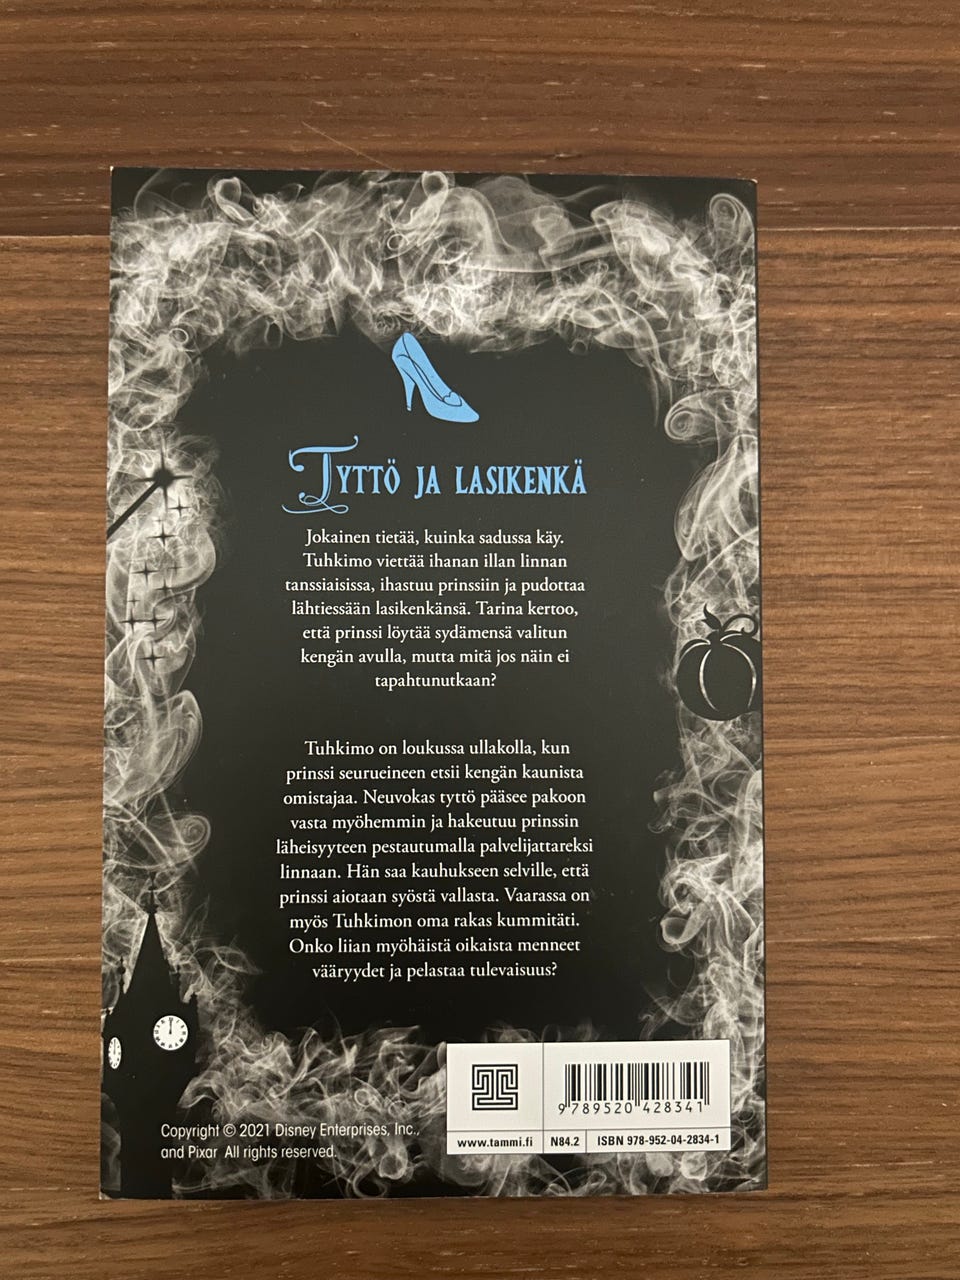 Tyttö ja lasikenkä
Jokainen tietää, kuinka sadussa käy.
Tuhkimo viettää ihanan illan linnan
tanssiaisissa, ihastuu prinssiin ja pudottaa
lähtiessään lasikenkänsä. Tarina kertoo,
että prinssi löytää sydämensä valitun
kengän avulla, mutta mitä jos näin ei
tapahtunutkaan?
Tuhkimo on loukussa ullakolla, kun
prinssi seurueineen etsii kengän kaunista
omistajaa. Neuvokas tyttö pääsee pakoon
vasta myöhemmin ja hakeutuu prinssin
läheisyyteen pestautumalla palvelijattareksi
linnaan. Hän saa kauhukseen selville, että
prinssi aiotaan syöstä vallasta. Vaarassa on
myös Tuhkimon oma rakas kummitäti.
Onko liian myöhäistä oikaista menneet
vääryydet ja pelastaa tulevaisuus?
Copyright © 2021 Disney Enterprises, Inc.,
and Pixar All rights reserved.
9 789520 428341
www.tammi.fi N84.2 ISBN 978-952-04-2834-1